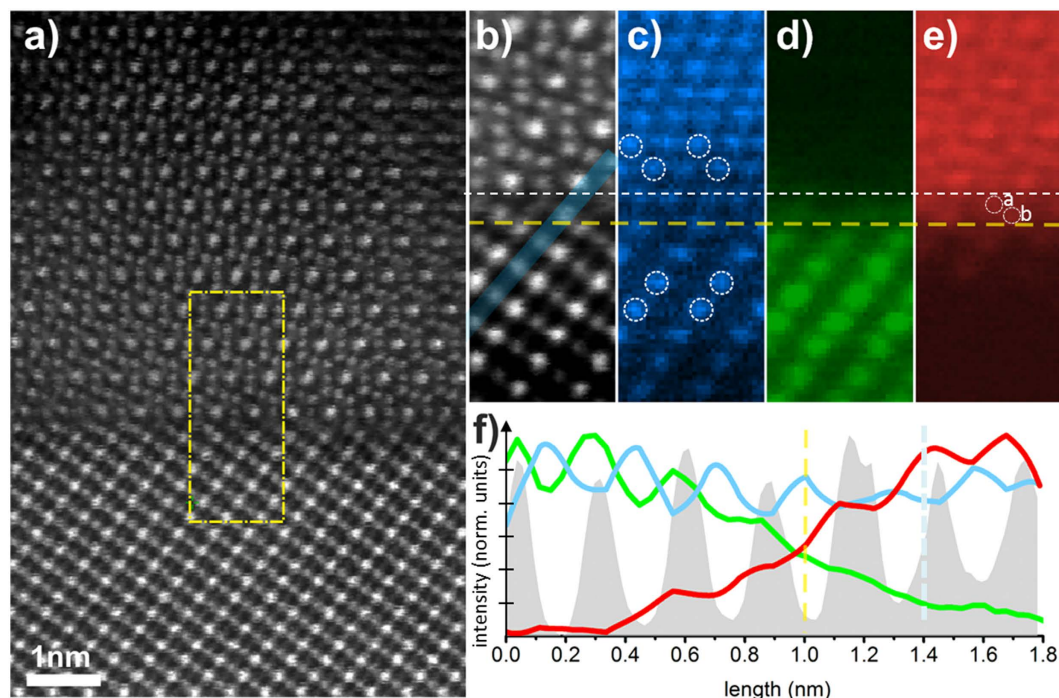 a)
1nm
b)
c)
d)
e)
a
b
f)
intensity (norm. units)
0.0 0.2 0.4 0.6 0.8 1.0 1.2 1.4 1.6 1.8
length (nm)